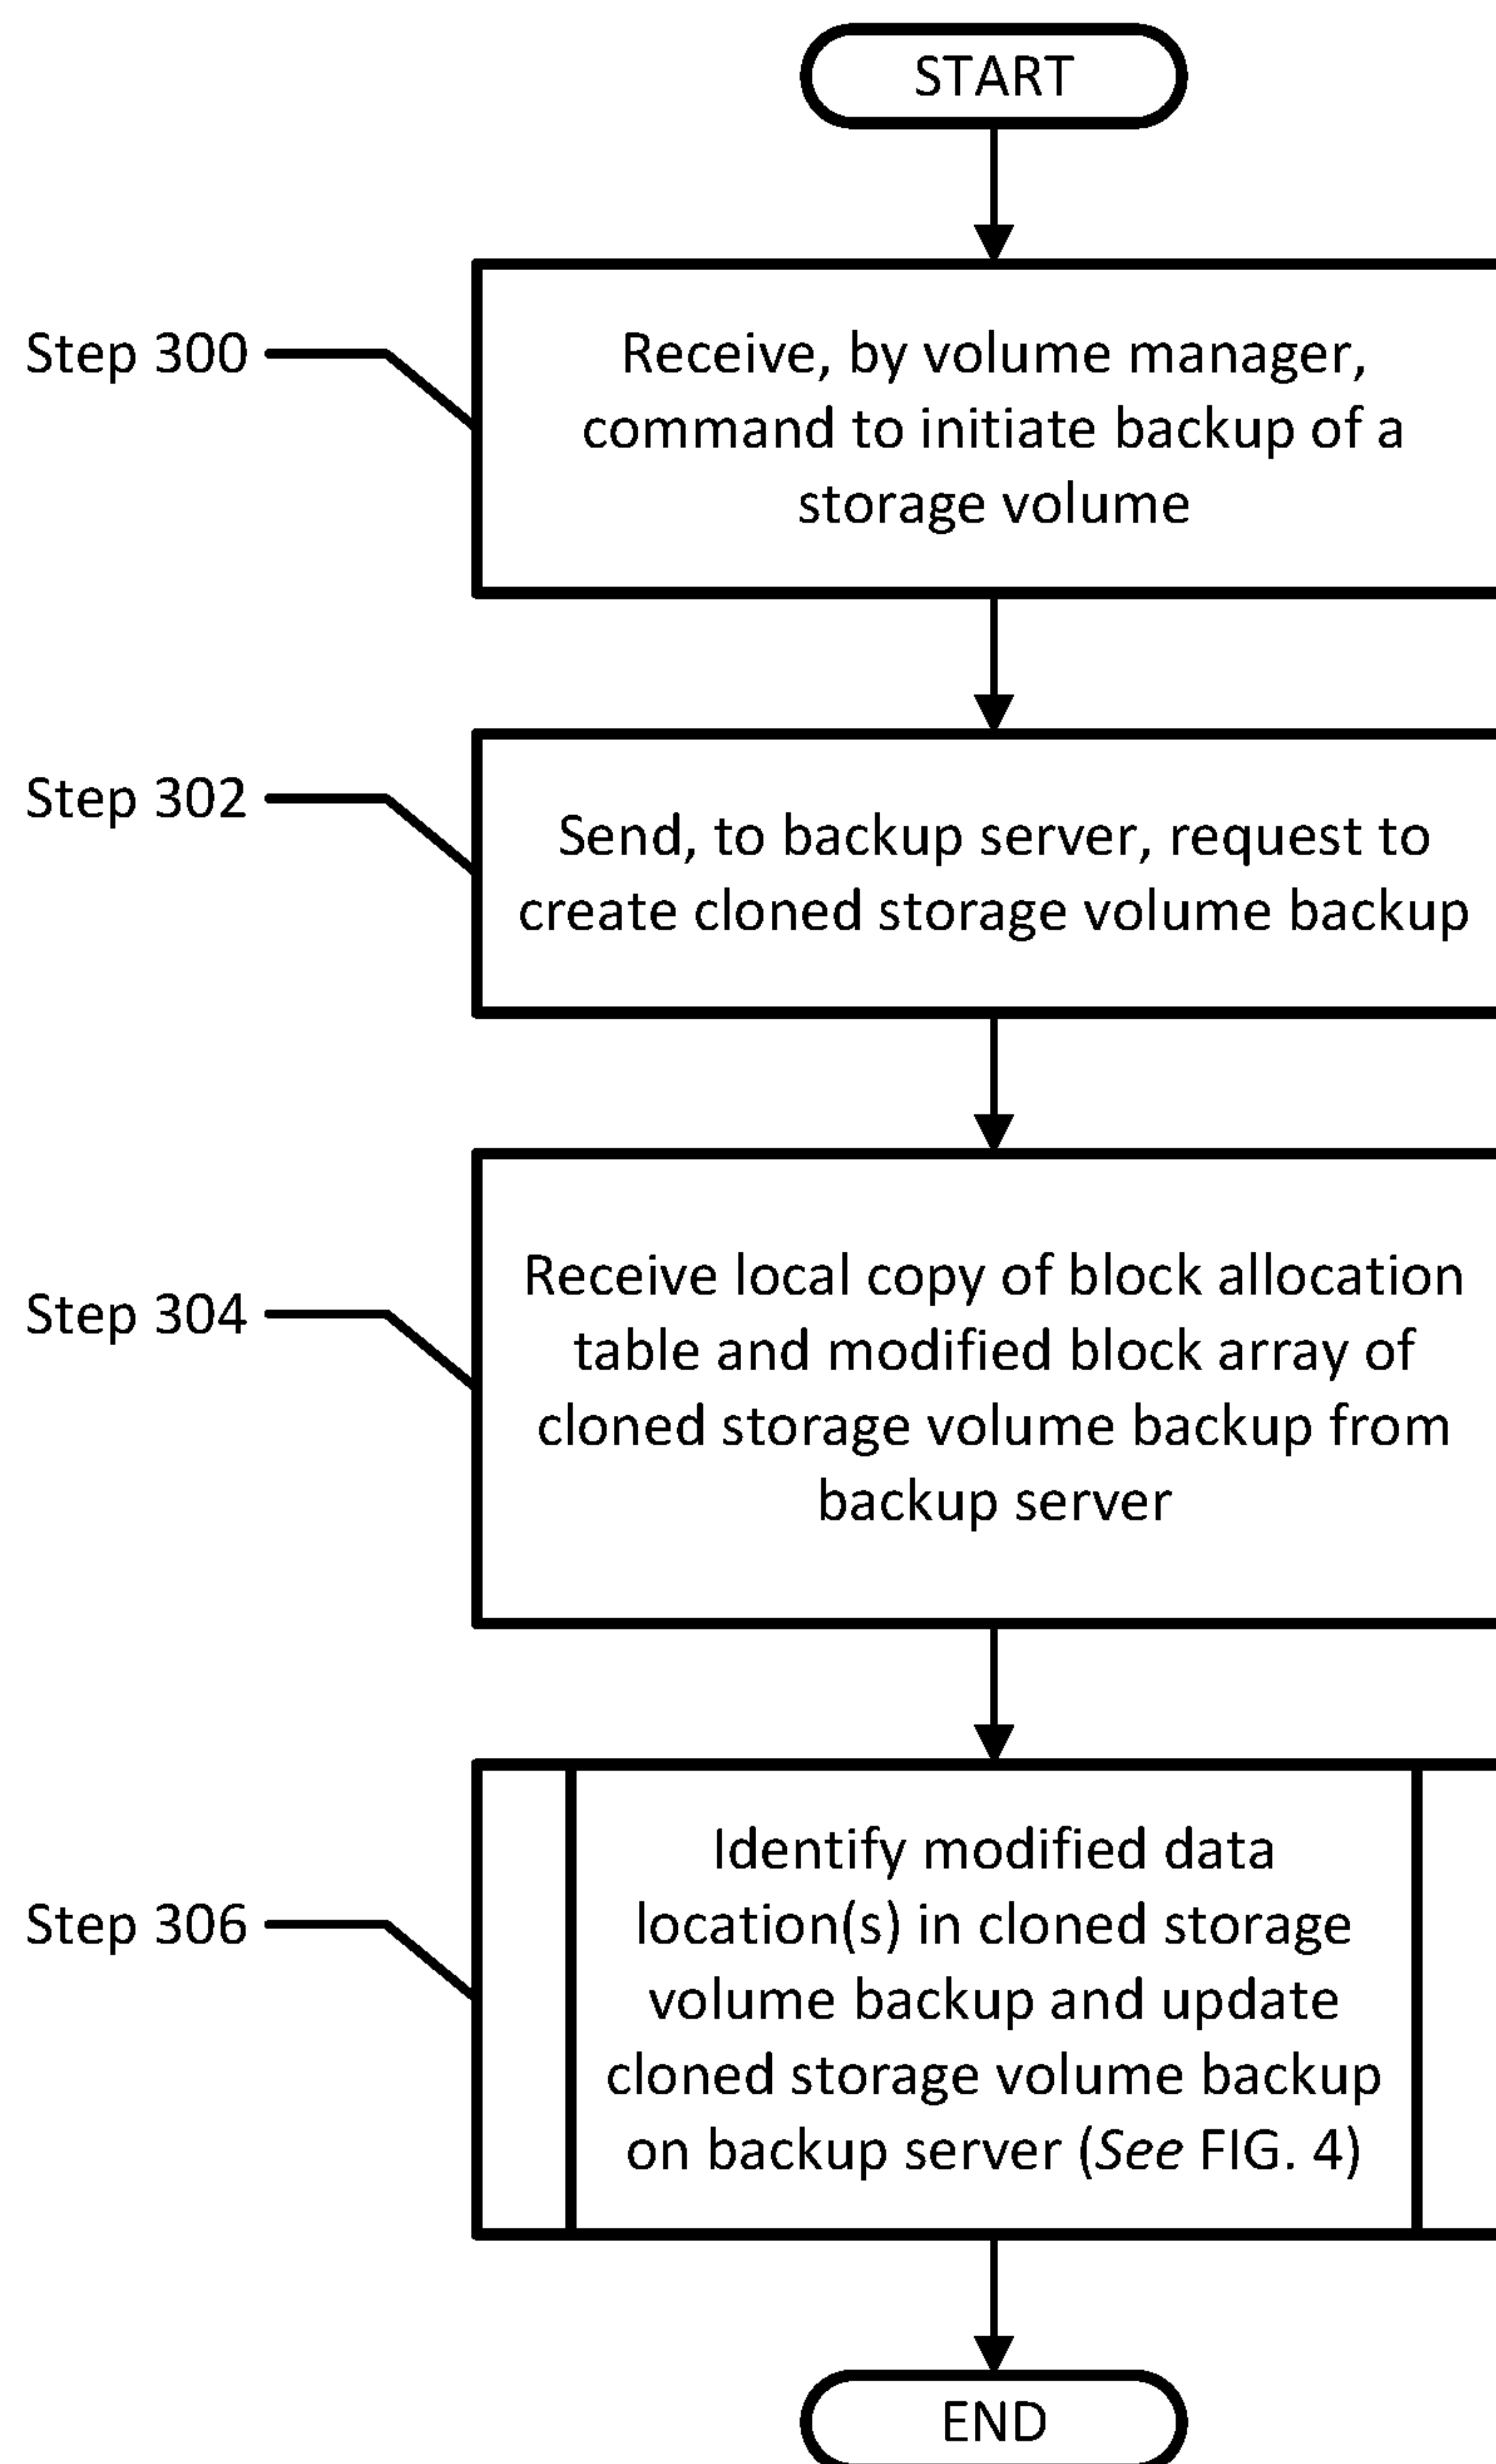 START
Step 300
Receive, by volume manager,
command to initiate backup of a
storage volume
Step 302
Send, to backup server, request to
create cloned storage volume backup
Step 304
Receive local copy of block allocation
table and modified block array of
cloned storage volume backup from
backup server
Step 306
Identify modified data
location(s) in cloned storage
volume backup and update
cloned storage volume backup
on backup server (See FIG. 4)
END